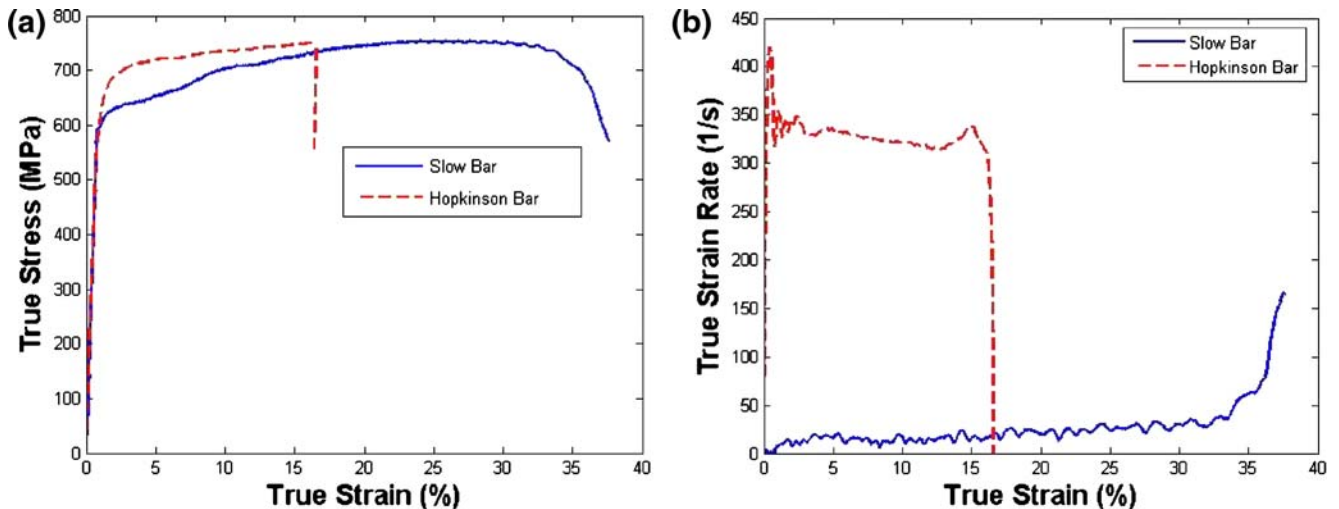 (a)
800
700
600
500
400
300
200
100
0
True Stress (MPa)
Slow Bar
Hopkinson Bar
0 5 10 15 20 25 30 35 40
True Strain (%)
(b)
450
400
350
300
250
200
150
100
50
0
True Strain Rate (1/s)
Slow Bar
Hopkinson Bar
0 5 10 15 20 25 30 35 40
True Strain (%)